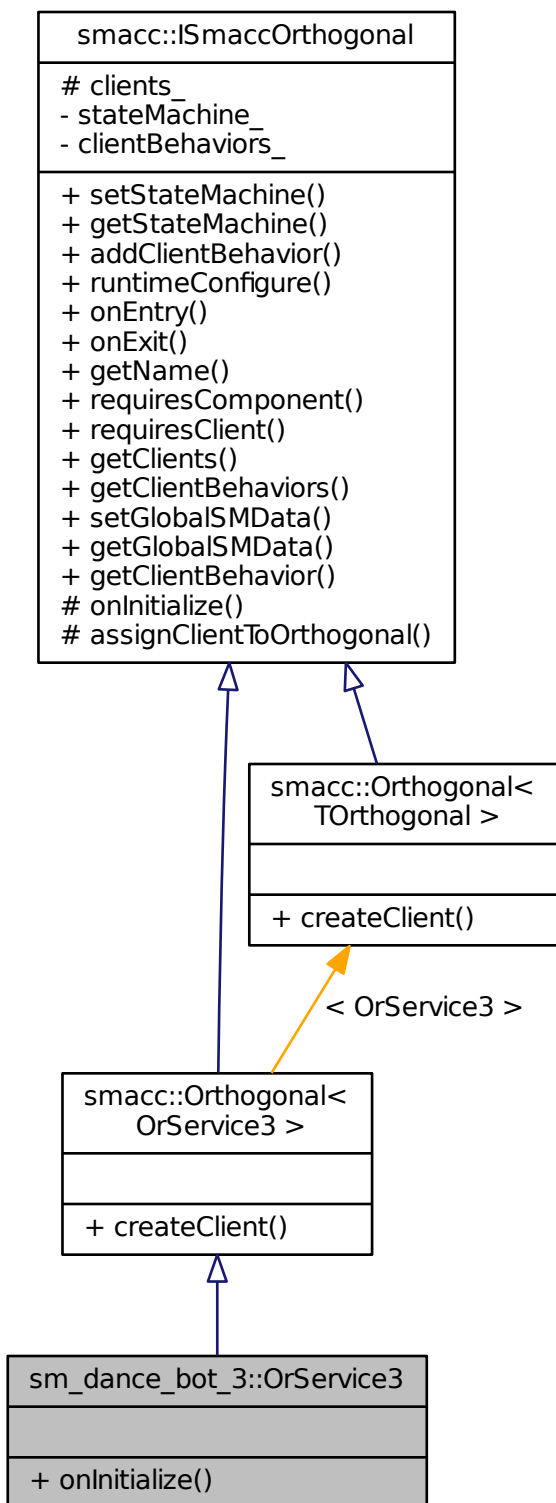 smacc::ISmaccOrthogonal
# clients_
- stateMachine_
- clientBehaviors_
+ setStateMachine()
+ getStateMachine()
+ addClientBehavior()
+ runtimeConfigure()
+ onEntry()
+ onExit()
+ getName()
+ requiresComponent()
+ requiresClient()
+ getClients()
+ getClientBehaviors()
+ setGlobalSMData()
+ getGlobalSMData()
+ getClientBehavior()
# onInitialize()
# assignClientToOrthogonal()
smacc::Orthogonal<
TOrthogonal >
+ createClient()
< OrService3 >
smacc::Orthogonal<
OrService3 >
+ createClient()
sm_dance_bot_3::OrService3
+ onInitialize()